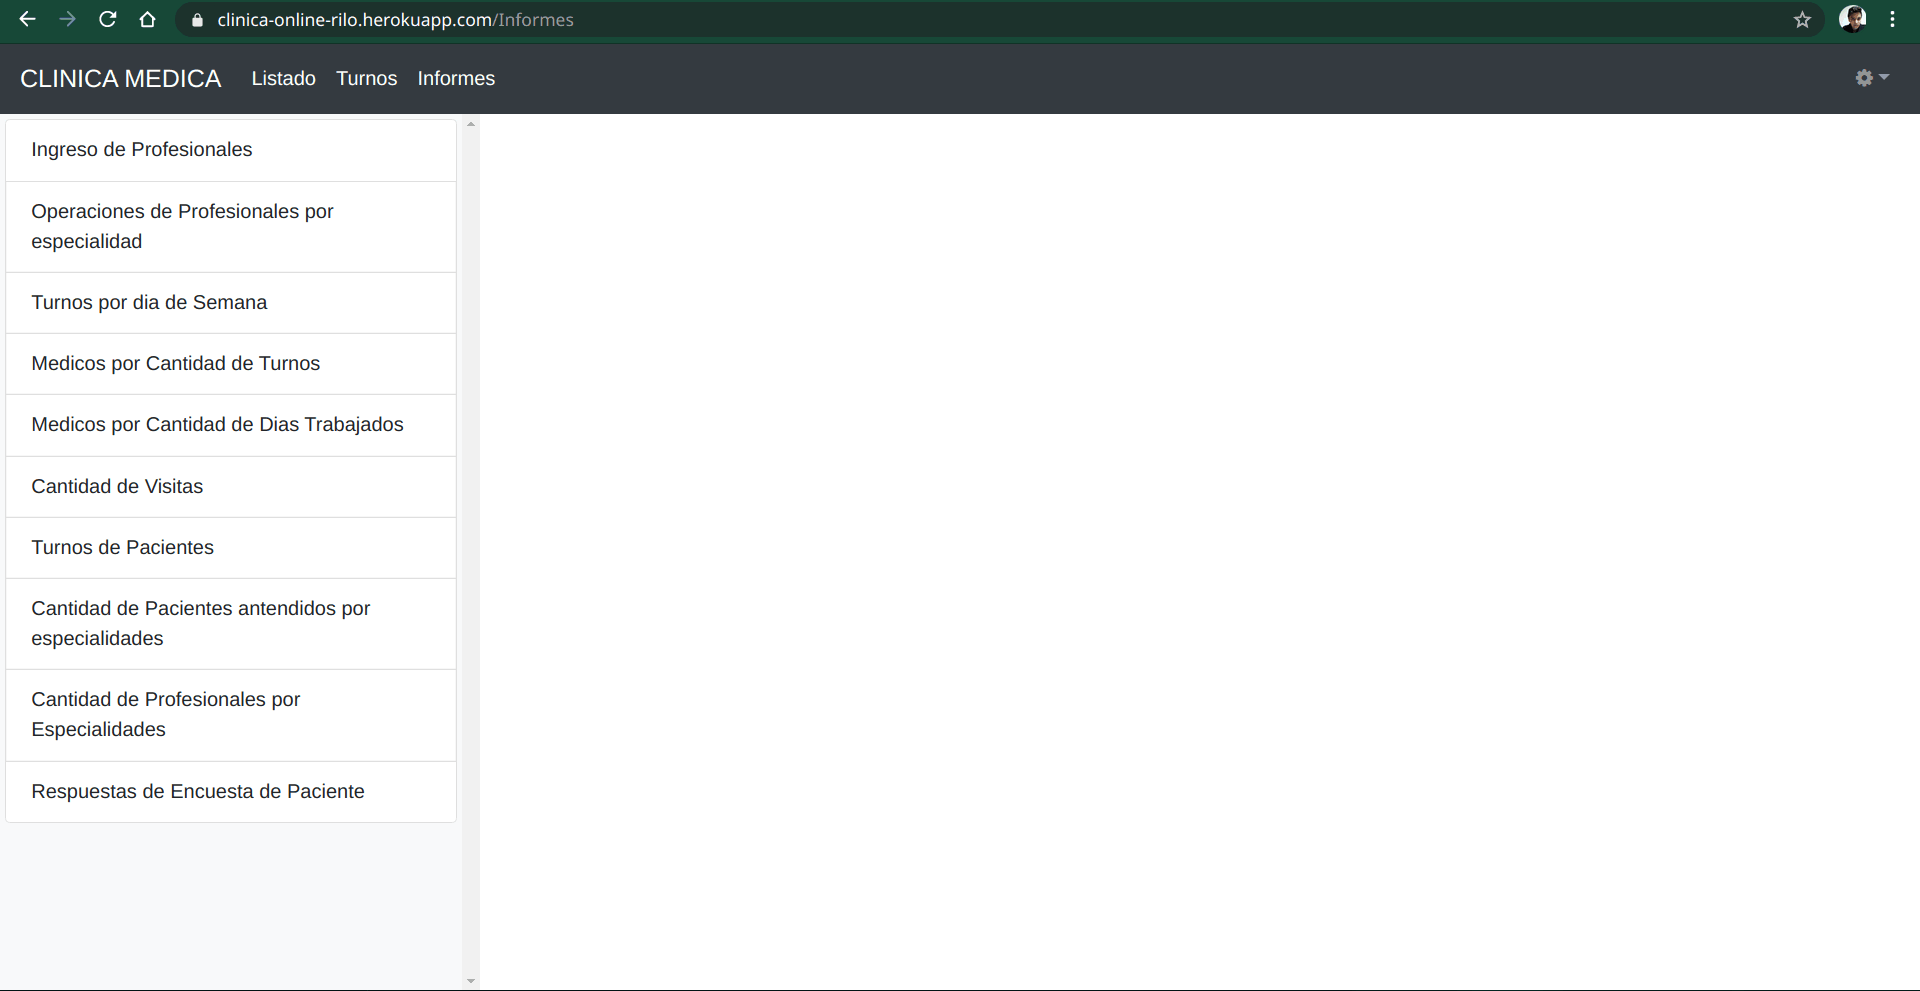 clinica-online-rilo.herokuapp.com/Informes
CLINICA MEDICA Listado Turnos Informes
Ingreso de Profesionales
Operaciones de Profesionales por
especialidad
Turnos por dia de Semana
Medicos por Cantidad de Turnos
Medicos por Cantidad de Dias Trabajados
Cantidad de Visitas
Turnos de Pacientes
Cantidad de Pacientes antendidos por
especialidades
Cantidad de Profesionales por
Especialidades
Respuestas de Encuesta de Paciente